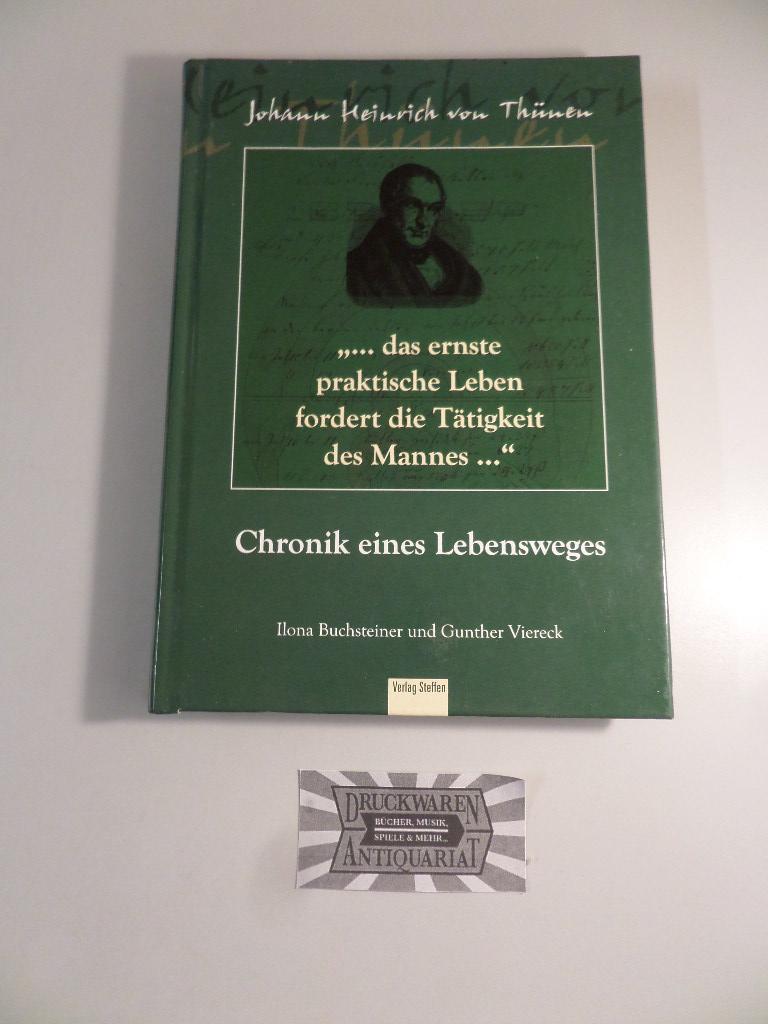 Johann Heinrich von Thünen
„... das ernste
praktische Leben
fordert die Tätigkeit
des Mannes ...“
Chronik eines Lebensweges
Ilona Buchsteiner und Gunther Viereck
Verlag Steffen
DRUCKWAREN
BÜCHER, MUSIK,
SPIELE & MEHR...
ANTIQUARIAT